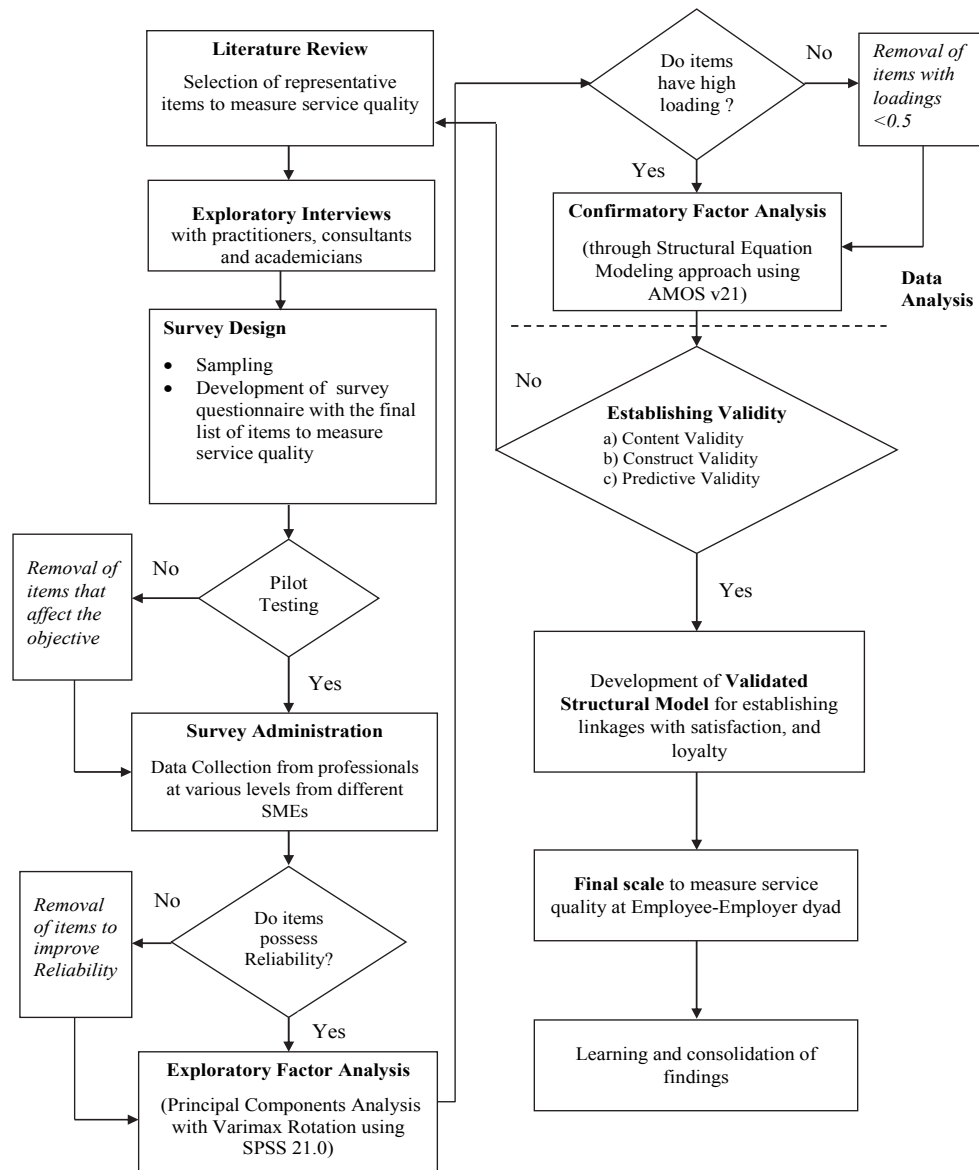 Literature Review
Selection of representative
items to measure service quality
Exploratory Interviews
with practitioners, consultants
and academicians
Survey Design
• Sampling
• Development of survey
questionnaire with the final
list of items to measure
service quality
Pilot
Testing
No
Removal of
items that
affect the
objective
Yes
Survey Administration
Data Collection from professionals
at various levels from different
SMEs
Do items
possess
Reliability?
No
Removal
of items to
improve
Reliability
Yes
Exploratory Factor Analysis
(Principal Components Analysis
with Varimax Rotation using
SPSS 21.0)
Do items
have high
loading ?
No
Removal of
items with
loadings
<0.5
Yes
Confirmatory Factor Analysis
(through Structural Equation
Modeling approach using
AMOS v21)
Data
Analysis
No
Establishing Validity
a) Content Validity
b) Construct Validity
c) Predictive Validity
Yes
Development of Validated
Structural Model for establishing
linkages with satisfaction, and
loyalty
Final scale to measure service
quality at Employee-Employer dyad
Learning and consolidation of
findings